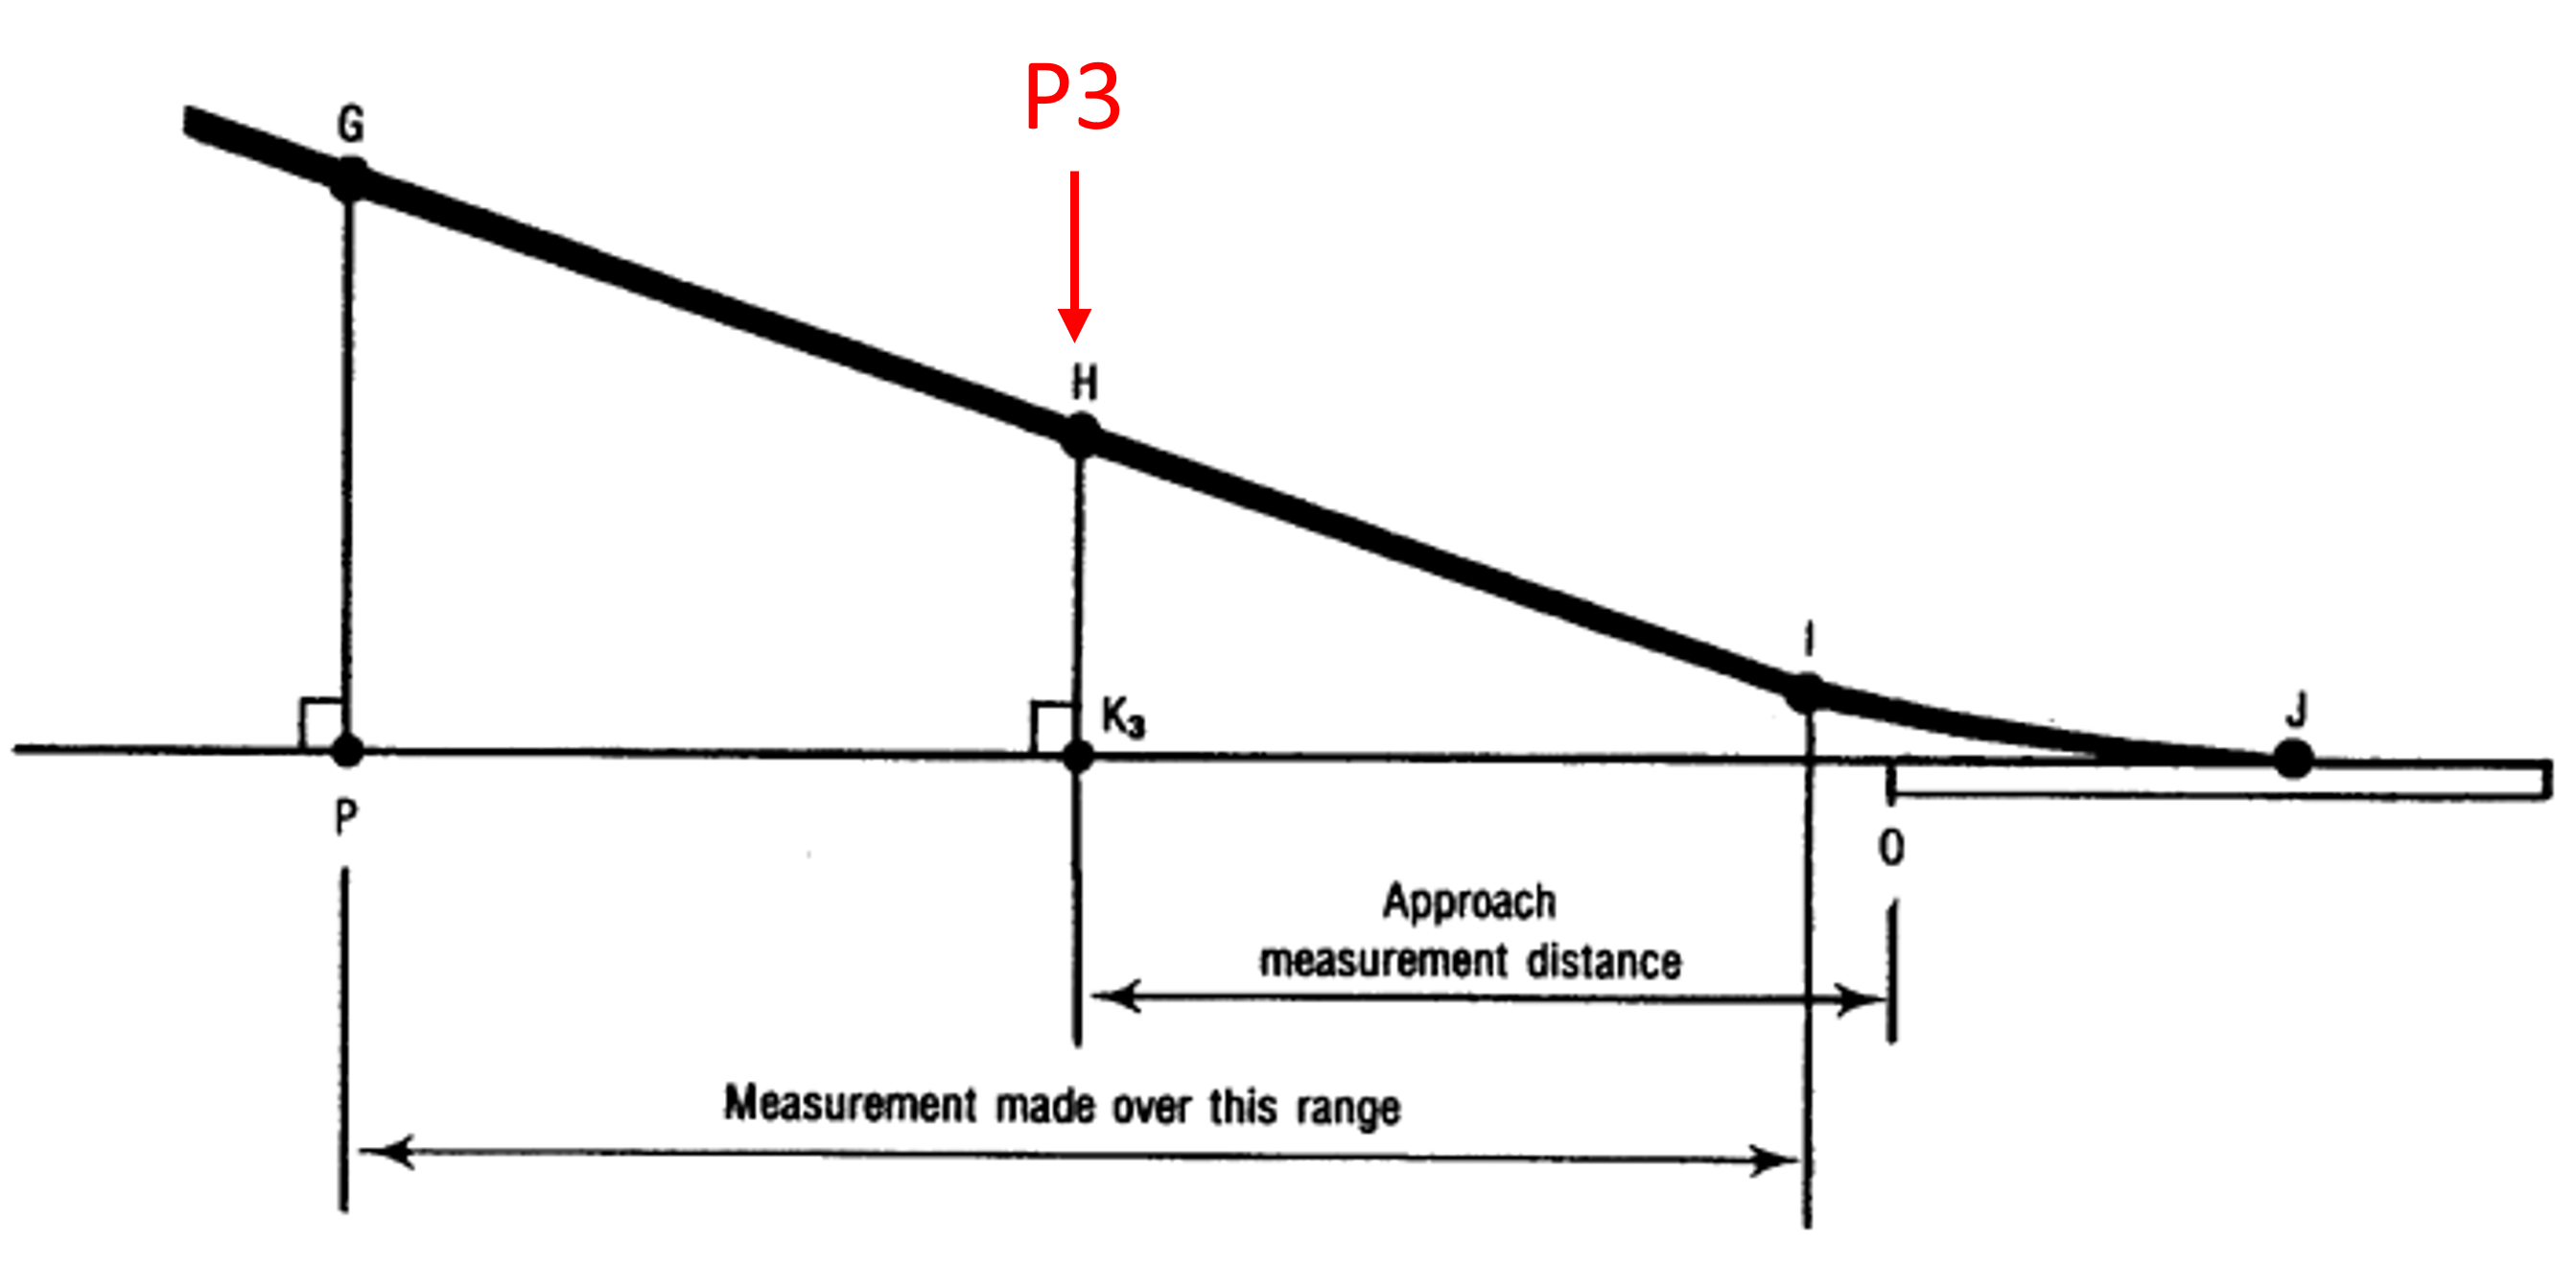 P3
G
H
I
K₃
J
P
O
Approach
measurement distance
Measurement made over this range